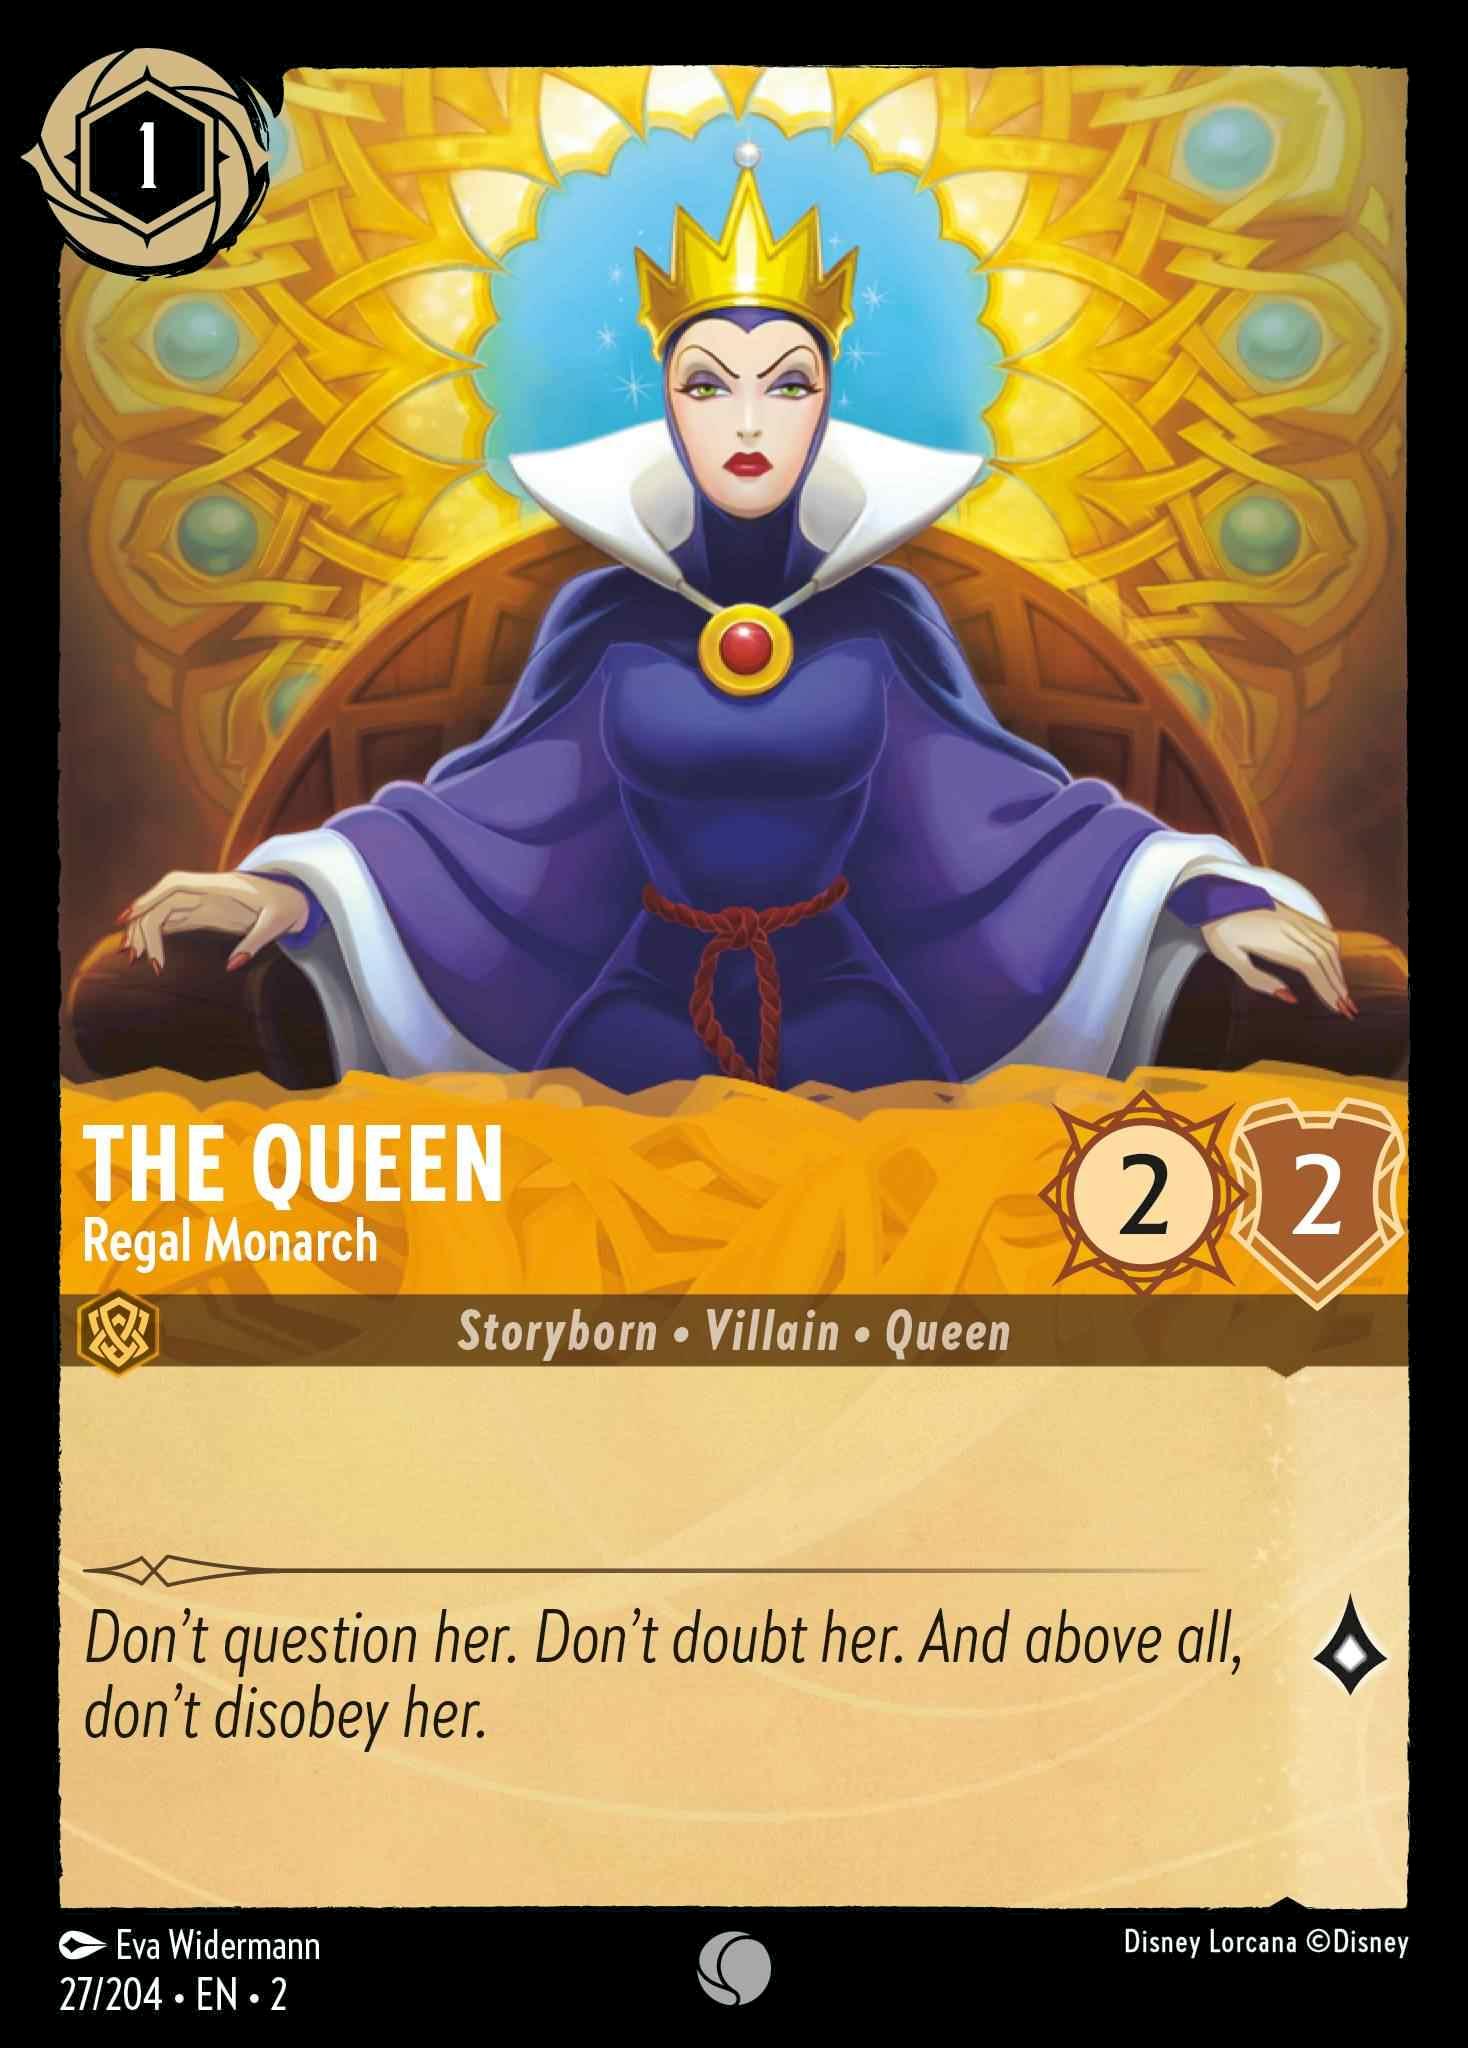 1
THE QUEEN
Regal Monarch
2 2
Storyborn • Villain • Queen
Don't question her. Don't doubt her. And above all,
don't disobey her.
Eva Widermann
27/204 • EN • 2
Disney Lorcana ©Disney